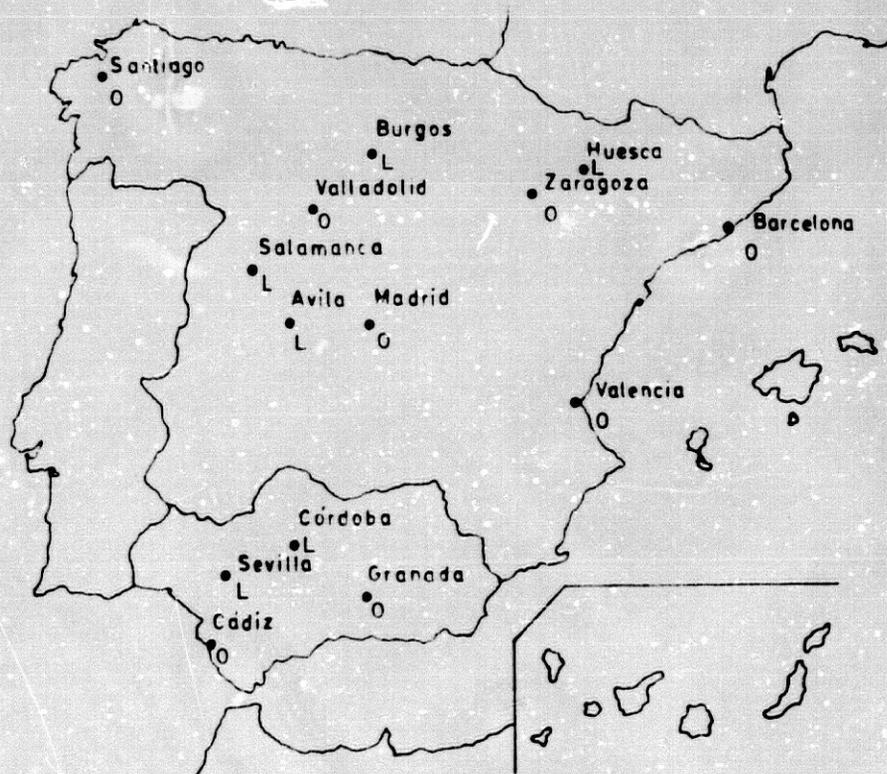 Santiago
O
Burgos
L
Huesca
L
Zaragoza
O
Valladolid
O
Barcelona
O
Salamanca
L
Avila
L
Madrid
O
Valencia
O
Córdoba
L
Sevilla
L
Granada
O
Cádiz
O